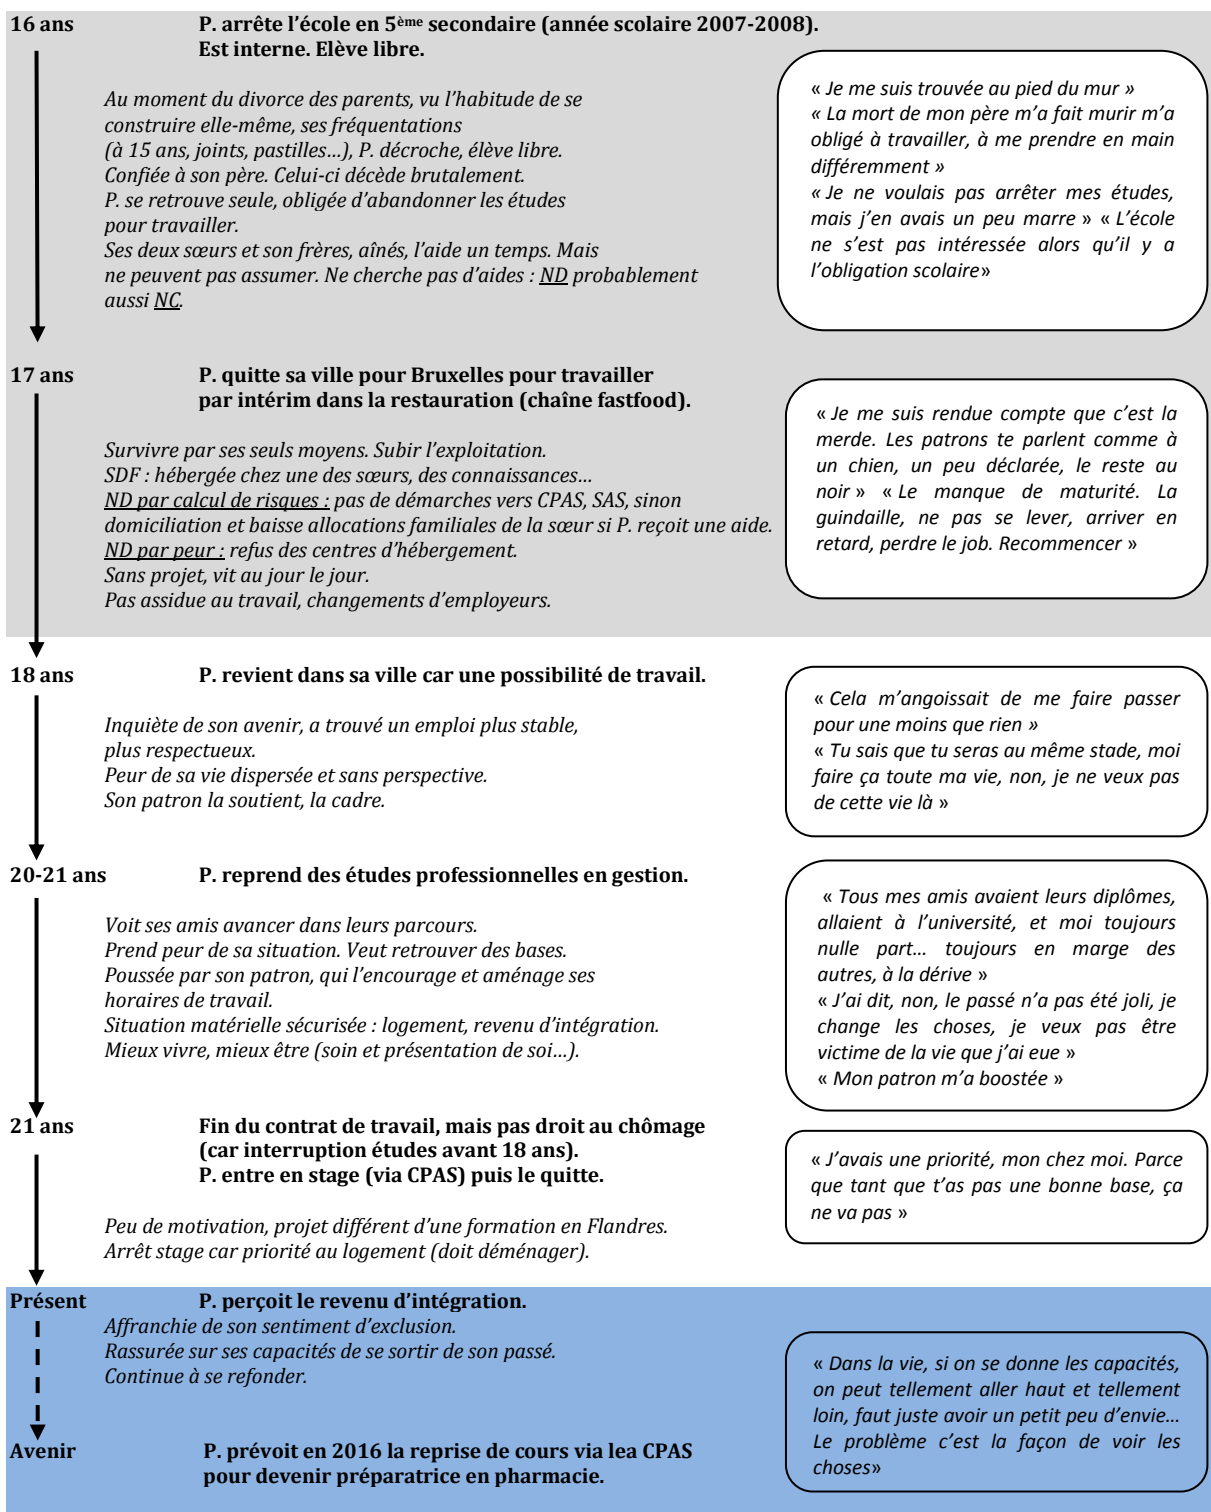 16 ans P. arrête l’école en 5ème secondaire (année scolaire 2007-2008).
Est interne. Elève libre.
Au moment du divorce des parents, vu l’habitude de se
construire elle-même, ses fréquentations
(à 15 ans, joints, pastilles…), P. décroche, élève libre.
Confiée à son père. Celui-ci décède brutalement.
P. se retrouve seule, obligée d’abandonner les études
pour travailler.
Ses deux sœurs et son frères, aînés, l’aide un temps. Mais
ne peuvent pas assumer. Ne cherche pas d’aides : ND probablement
aussi NC.
« Je me suis trouvée au pied du mur »
« La mort de mon père m’a fait murir m’a
obligé à travailler, à me prendre en main
différemment »
« Je ne voulais pas arrêter mes études,
mais j’en avais un peu marre » « L’école
ne s’est pas intéressée alors qu’il y a
l’obligation scolaire»
17 ans P. quitte sa ville pour Bruxelles pour travailler
par intérim dans la restauration (chaîne fastfood).
Survivre par ses seuls moyens. Subir l’exploitation.
SDF : hébergée chez une des sœurs, des connaissances…
ND par calcul de risques : pas de démarches vers CPAS, SAS, sinon
domiciliation et baisse allocations familiales de la sœur si P. reçoit une aide.
ND par peur : refus des centres d’hébergement.
Sans projet, vit au jour le jour.
Pas assidue au travail, changements d’employeurs.
« Je me suis rendue compte que c’est la
merde. Les patrons te parlent comme à
un chien, un peu déclarée, le reste au
noir » « Le manque de maturité. La
guindaille, ne pas se lever, arriver en
retard, perdre le job. Recommencer »
18 ans P. revient dans sa ville car une possibilité de travail.
Inquiète de son avenir, a trouvé un emploi plus stable,
plus respectueux.
Peur de sa vie dispersée et sans perspective.
Son patron la soutient, la cadre.
« Cela m’angoissait de me faire passer
pour une moins que rien »
« Tu sais que tu seras au même stade, moi
faire ça toute ma vie, non, je ne veux pas
de cette vie là »
20-21 ans P. reprend des études professionnelles en gestion.
Voit ses amis avancer dans leurs parcours.
Prend peur de sa situation. Veut retrouver des bases.
Poussée par son patron, qui l’encourage et aménage ses
horaires de travail.
Situation matérielle sécurisée : logement, revenu d’intégration.
Mieux vivre, mieux être (soin et présentation de soi…).
« Tous mes amis avaient leurs diplômes,
allaient à l’université, et moi toujours
nulle part… toujours en marge des
autres, à la dérive »
« J’ai dit, non, le passé n’a pas été joli, je
change les choses, je veux pas être
victime de la vie que j’ai eue »
« Mon patron m’a boostée »
21 ans Fin du contrat de travail, mais pas droit au chômage
(car interruption études avant 18 ans).
P. entre en stage (via CPAS) puis le quitte.
Peu de motivation, projet différent d’une formation en Flandres.
Arrêt stage car priorité au logement (doit déménager).
« J’avais une priorité, mon chez moi. Parce
que tant que t’as pas une bonne base, ça
ne va pas »
Présent P. perçoit le revenu d’intégration.
Affranchie de son sentiment d’exclusion.
Rassurée sur ses capacités de se sortir de son passé.
Continue à se refonder.
« Dans la vie, si on se donne les capacités,
on peut tellement aller haut et tellement
loin, faut juste avoir un petit peu d’envie…
Le problème c’est la façon de voir les
choses»
Avenir P. prévoit en 2016 la reprise de cours via lea CPAS
pour devenir préparatrice en pharmacie.